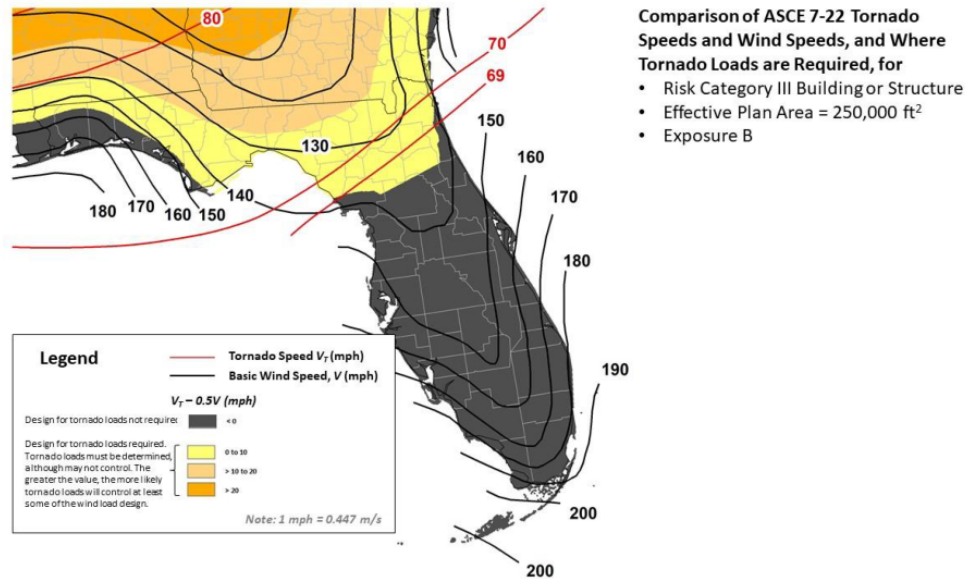 80
70
69
150
160
130
170
140
180
170
160
150
180
190
200
200
Legend
Tornado Speed V_T (mph)
Basic Wind Speed, V (mph)
V_T – 0.5V (mph)
Design for tornado loads not required
< 0
Design for tornado loads required.
Tornado loads must be determined,
although may not control. The
greater the value, the more likely
tornado loads will control at least
some of the wind load design.
0 to 10
> 10 to 20
> 20
Note: 1 mph = 0.447 m/s
Comparison of ASCE 7-22 Tornado
Speeds and Wind Speeds, and Where
Tornado Loads are Required, for
• Risk Category III Building or Structure
• Effective Plan Area = 250,000 ft²
• Exposure B